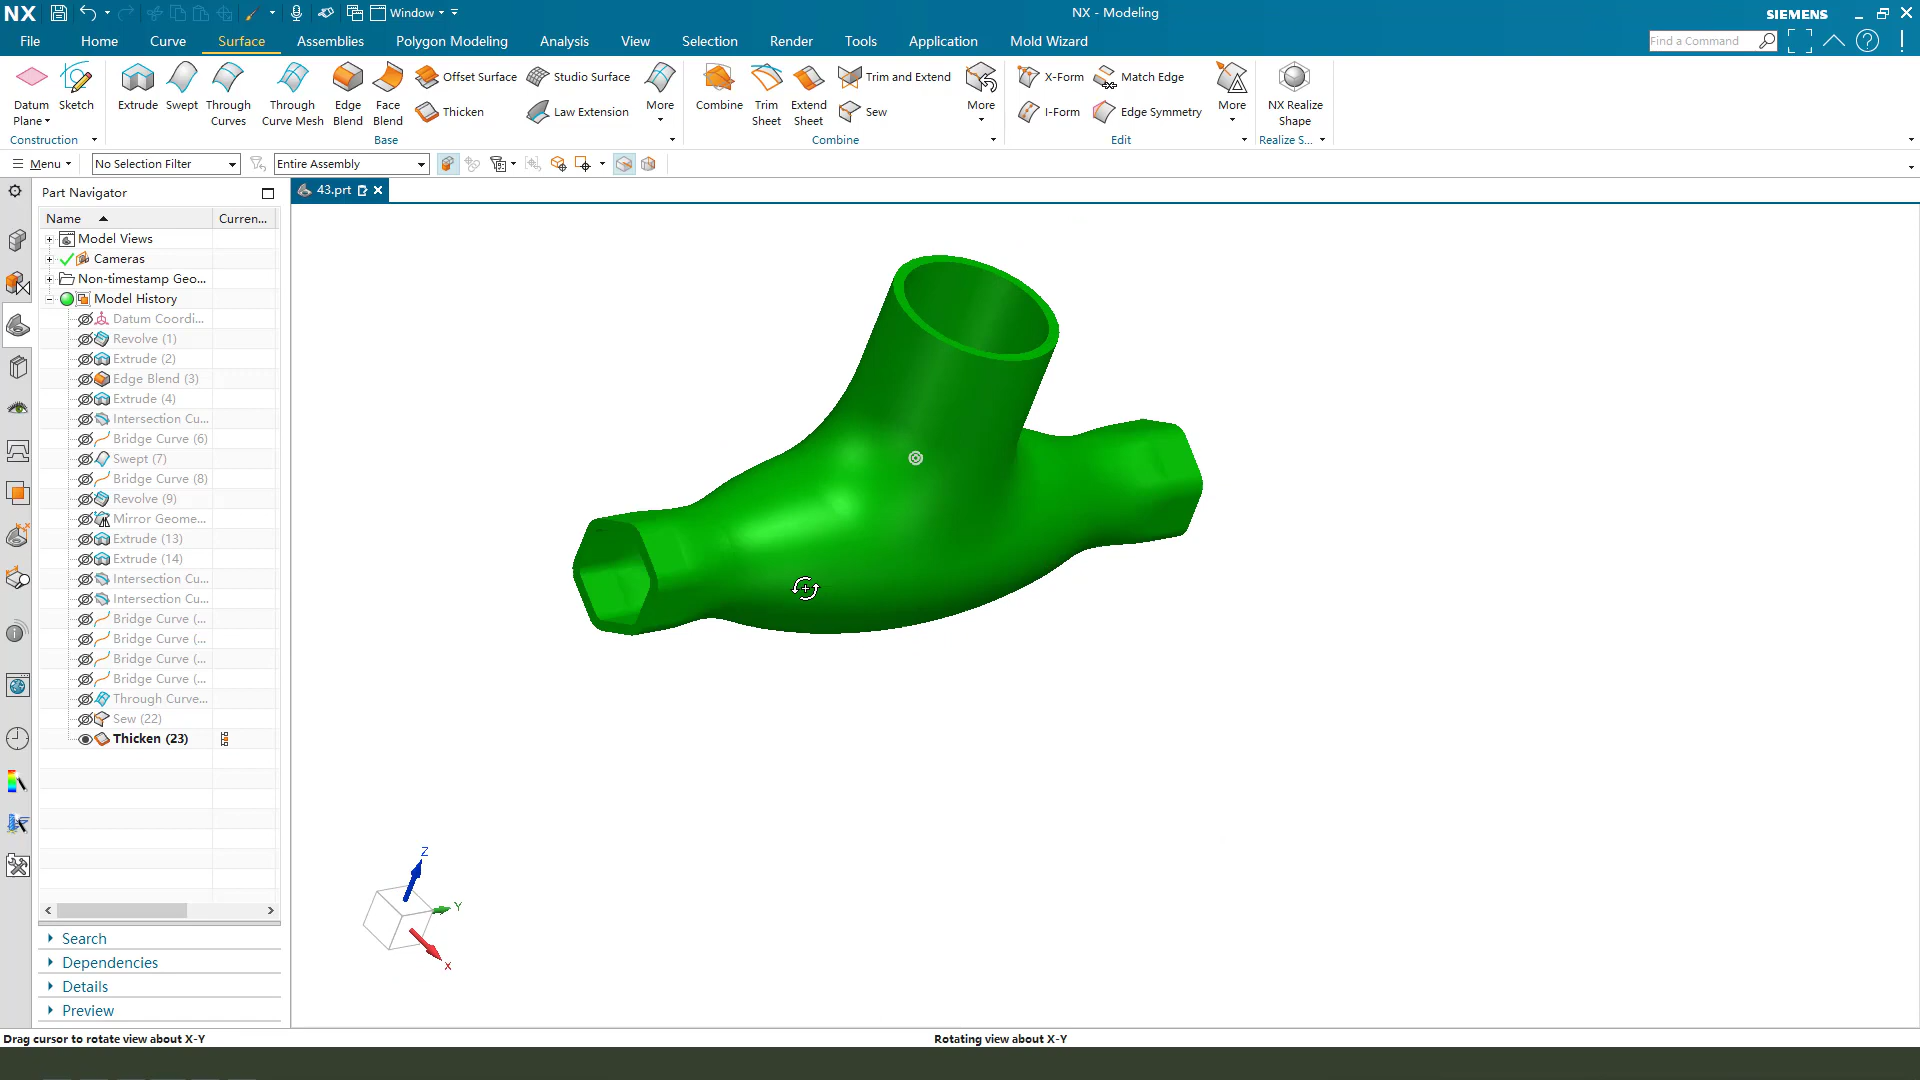 NX Window NX - Modeling SIEMENS
File Home Curve Surface Assemblies Polygon Modeling Analysis View Selection Render Tools Application Mold Wizard Find a Command
Datum Plane Sketch Extrude Swept Through Curves Through Curve Mesh Edge Blend Face Blend Offset Surface Thicken Studio Surface Law Extension More Combine Trim Sheet Extend Sheet Trim and Extend Sew More X-Form I-Form Match Edge Edge Symmetry More NX Realize Shape
Construction Base Combine Edit Realize S...
Menu No Selection Filter Entire Assembly
Part Navigator 43.prt
Name Curren...
Model Views
Cameras
Non-timestamp Geo...
Model History
Datum Coordi...
Revolve (1)
Extrude (2)
Edge Blend (3)
Extrude (4)
Intersection Cu...
Bridge Curve (6)
Swept (7)
Bridge Curve (8)
Revolve (9)
Mirror Geome...
Extrude (13)
Extrude (14)
Intersection Cu...
Intersection Cu...
Bridge Curve (...
Bridge Curve (...
Bridge Curve (...
Bridge Curve (...
Through Curve...
Sew (22)
Thicken (23)
Z
Y
X
Search
Dependencies
Details
Preview
Drag cursor to rotate view about X-Y Rotating view about X-Y